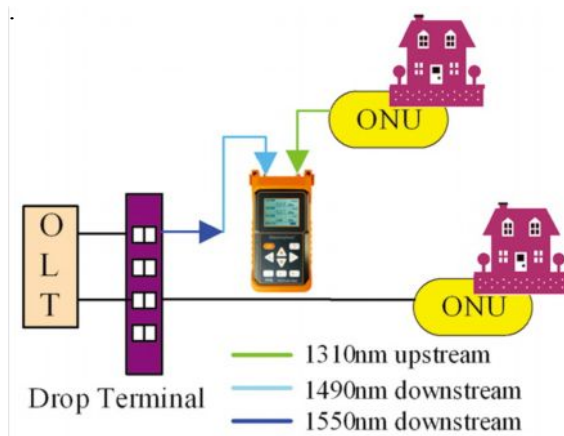 ONU
O
L
T
ONU
1310nm upstream
1490nm downstream
Drop Terminal
1550nm downstream